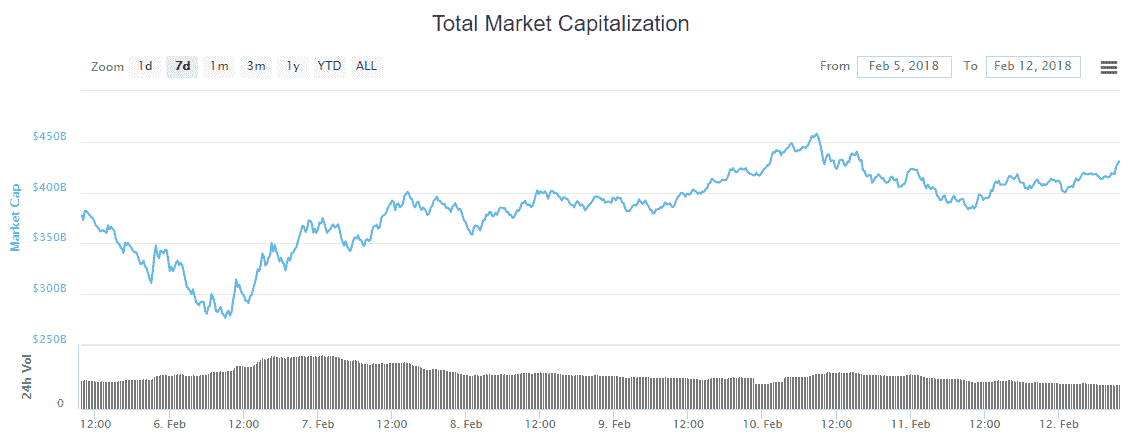 Total Market Capitalization
Zoom 1d 7d 1m 3m 1y YTD ALL From Feb 5, 2018 To Feb 12, 2018
Market Cap
$450B
$400B
$350B
$300B
$250B
24h Vol
0
12:00 6. Feb 12:00 7. Feb 12:00 8. Feb 12:00 9. Feb 12:00 10. Feb 12:00 11. Feb 12:00 12. Feb